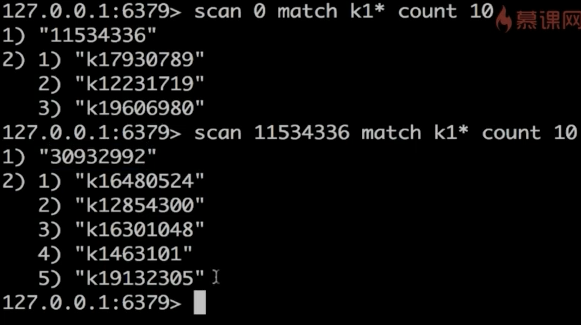 127.0.0.1:6379> scan 0 match k1* count 10
慕课网
1) "11534336"
2) 1) "k17930789"
2) "k12231719"
3) "k19606980"
127.0.0.1:6379> scan 11534336 match k1* count 10
1) "30932992"
2) 1) "k16480524"
2) "k12854300"
3) "k16301048"
4) "k1463101"
5) "k19132305"
127.0.0.1:6379>